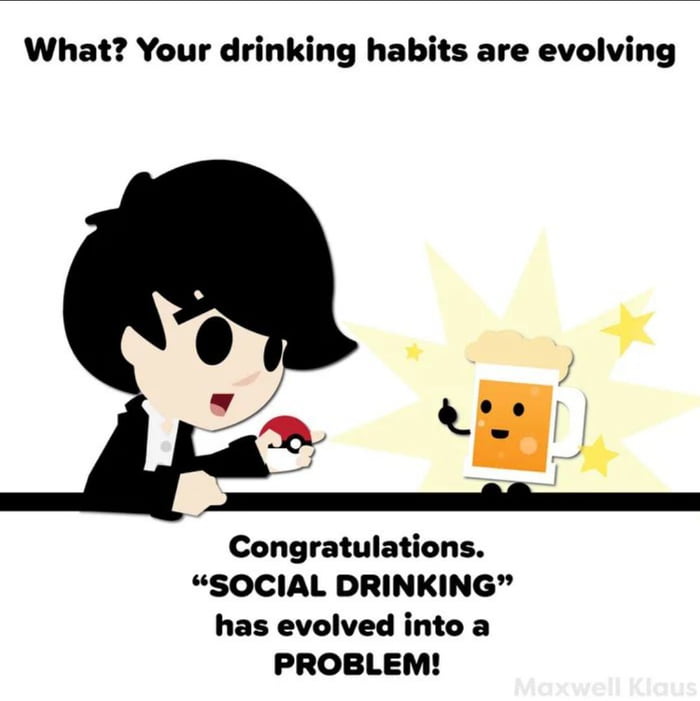 What? Your drinking habits are evolving
Congratulations.
“SOCIAL DRINKING”
has evolved into a
PROBLEM!
Maxwell Klaus